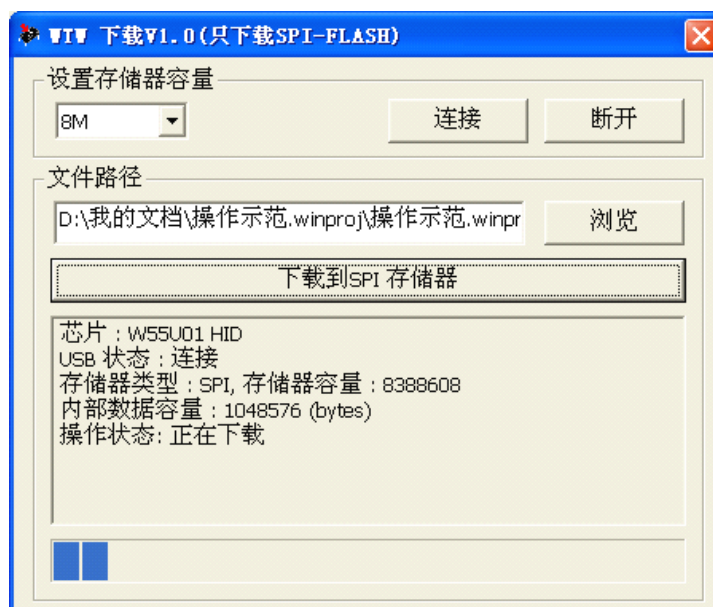 WTW 下载V1.0(只下载SPI-FLASH)
设置存储器容量
8M
连接
断开
文件路径
D:\我的文档\操作示范.winproj\操作示范.winpr
浏览
下载到SPI 存储器
芯片 : W55U01 HID
USB 状态 : 连接
存储器类型 : SPI, 存储器容量 : 8388608
内部数据容量 : 1048576 (bytes)
操作状态: 正在下载